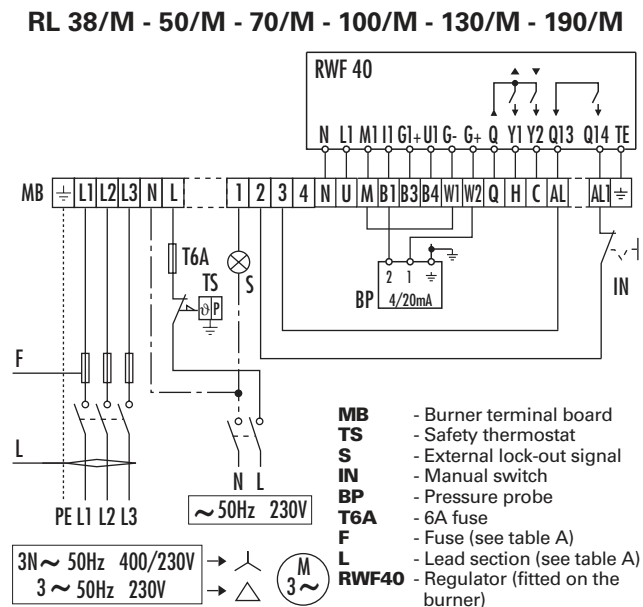 RL 38/M - 50/M - 70/M - 100/M - 130/M - 190/M
RWF 40
N L1 M1 I1 G1+ U1 G- G+ Q Y1 Y2 Q13 Q14 TE
MB L1 L2 L3 N L 1 2 3 4 N U M B1 B3 B4 W1 W2 Q H C AL AL1
T6A
TS
S
ϑ P
2 1
BP 4/20mA
IN
F
L
N L
~ 50Hz 230V
PE L1 L2 L3
3N ~ 50Hz 400/230V
3 ~ 50Hz 230V
M
3 ~
MB - Burner terminal board
TS - Safety thermostat
S - External lock-out signal
IN - Manual switch
BP - Pressure probe
T6A - 6A fuse
F - Fuse (see table A)
L - Lead section (see table A)
RWF40 - Regulator (fitted on the
burner)